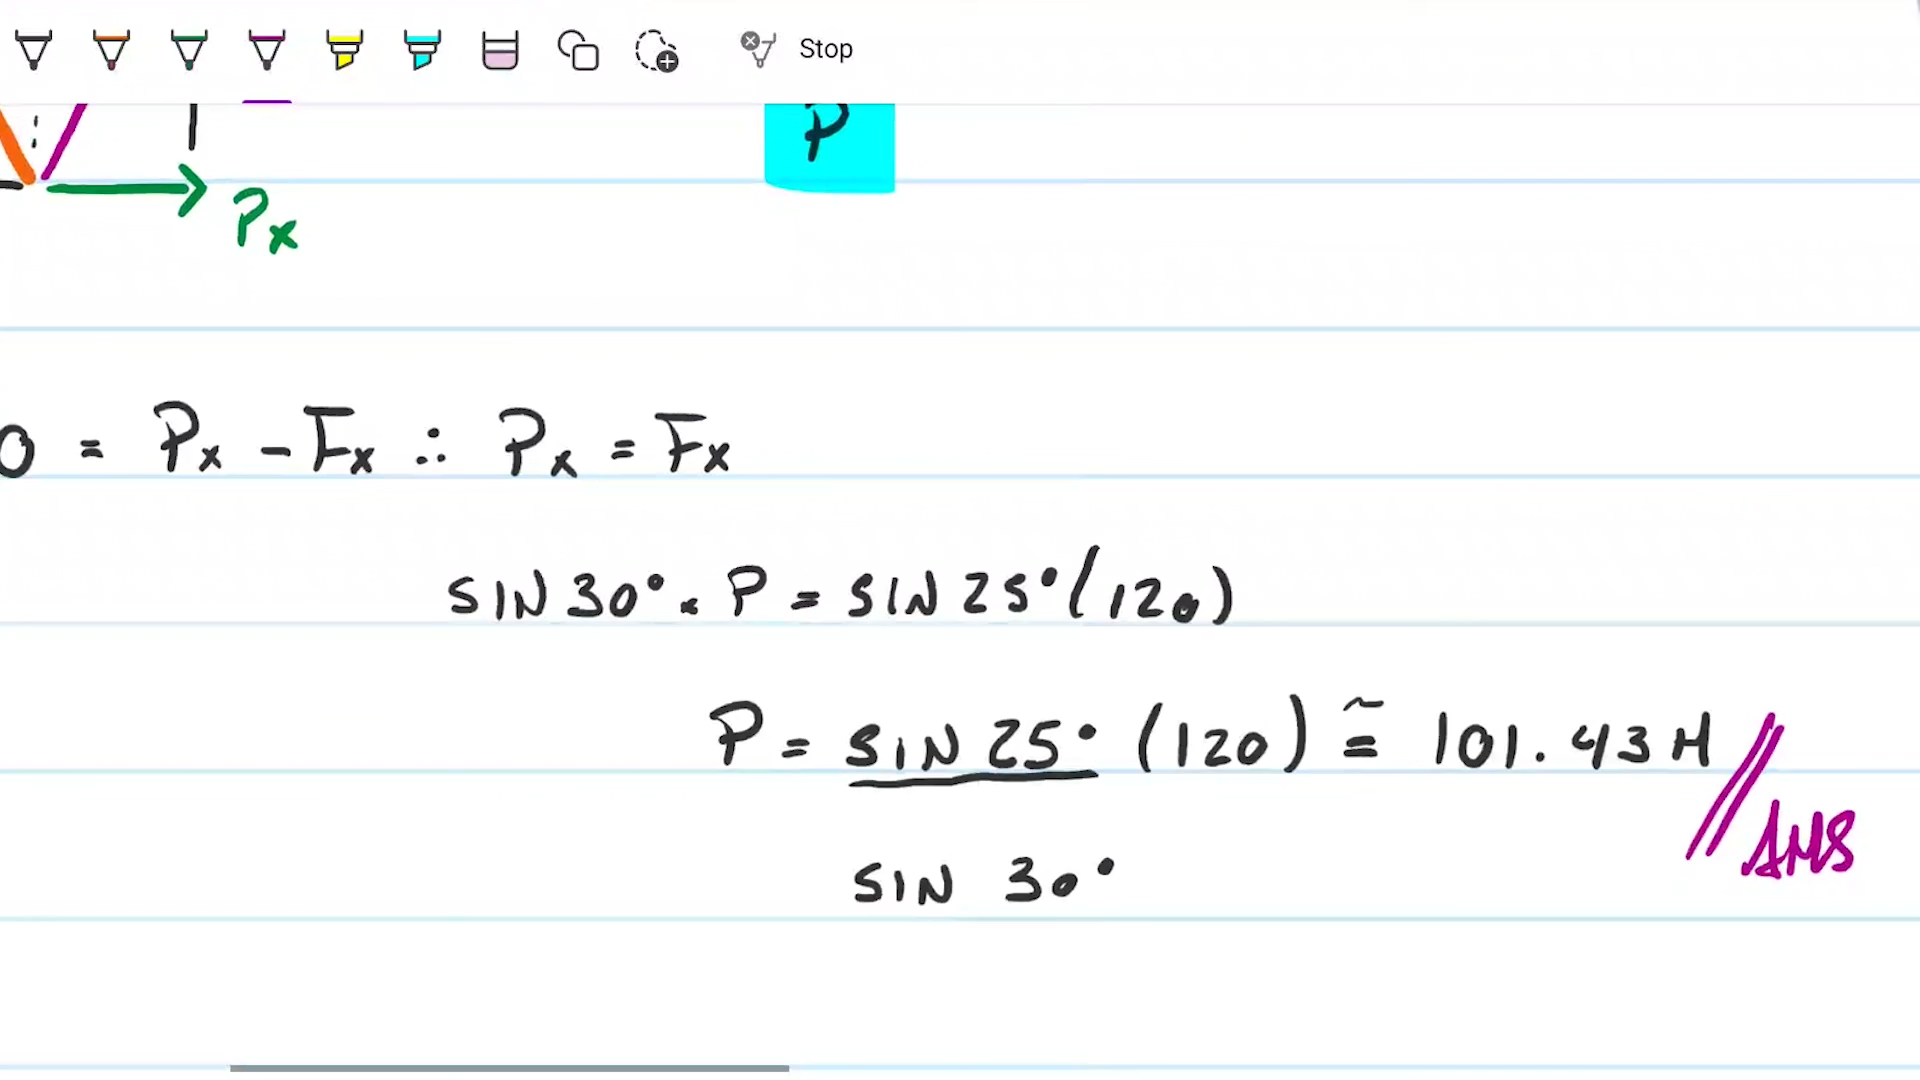 Stop
P
Px
0 = Px - Fx ∴ Px = Fx
SIN 30° . P = SIN 25° (120)
P = SIN 25° (120) ≅ 101.43 N // ANS
SIN 30°